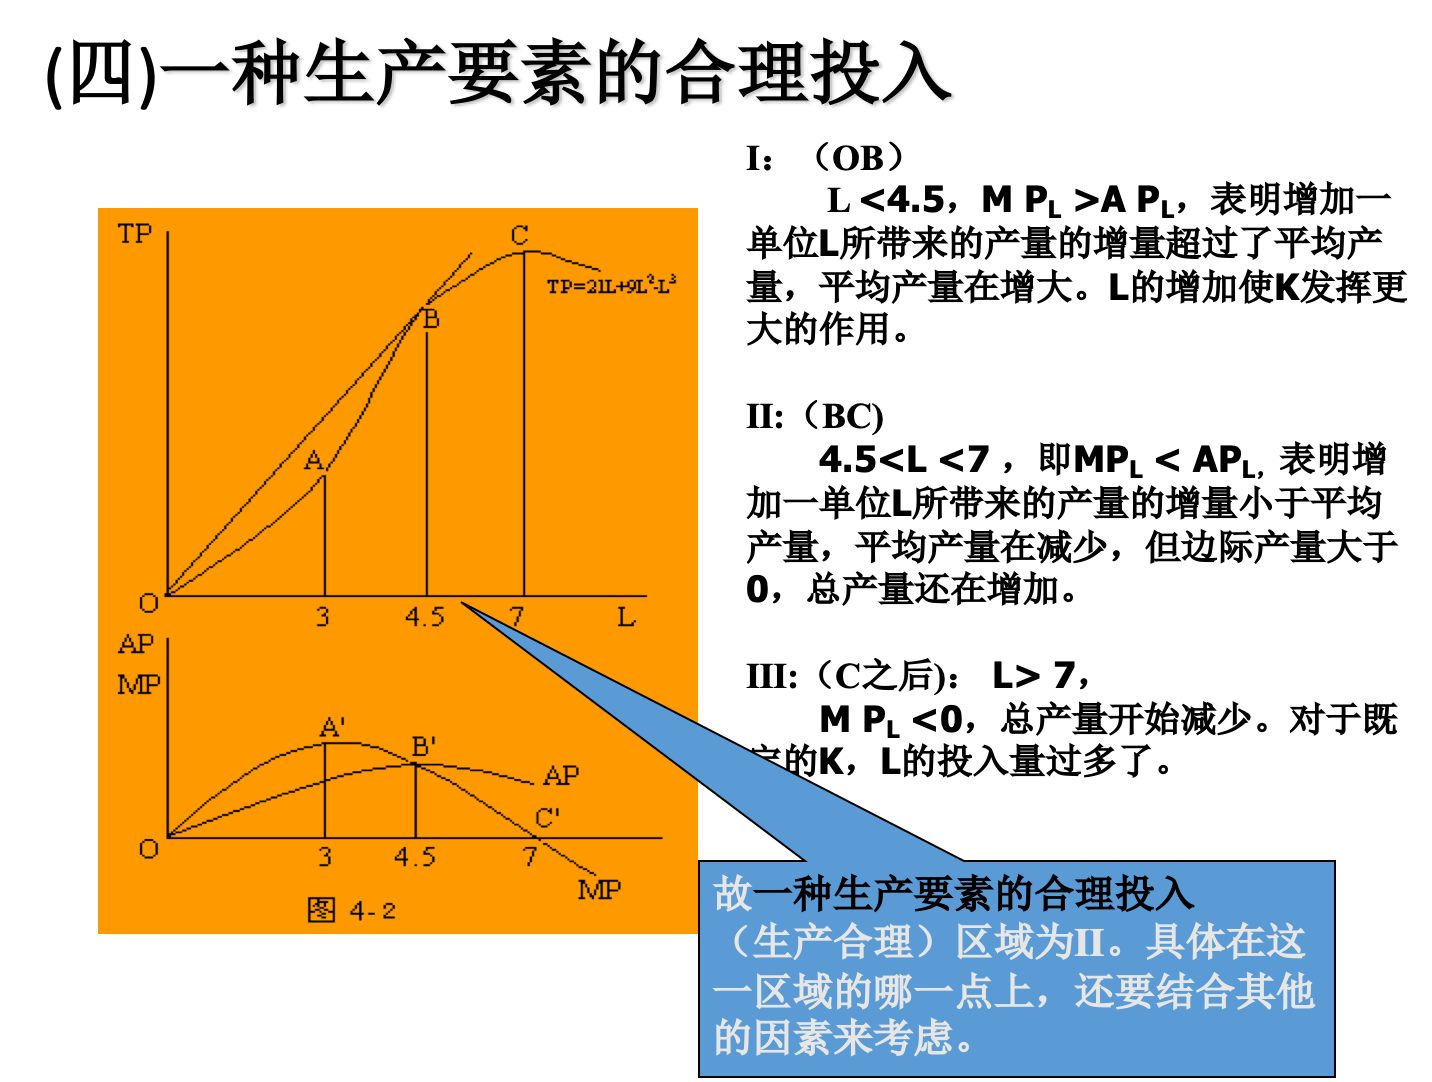 (四)一种生产要素的合理投入
I：（OB）
L <4.5，M PL >A PL，表明增加一
单位L所带来的产量的增量超过了平均产
量，平均产量在增大。L的增加使K发挥更
大的作用。
II:（BC)
4.5<L <7 ，即MPL < APL，表明增
加一单位L所带来的产量的增量小于平均
产量，平均产量在减少，但边际产量大于
0，总产量还在增加。
III:（C之后)： L> 7，
M PL <0，总产量开始减少。对于既
定的K，L的投入量过多了。
TP
C
TP=21L+9L²-L³
B
A
O
3
4.5
7
L
AP
MP
A'
B'
AP
C'
O
3
4.5
7
MP
图 4-2
故一种生产要素的合理投入
（生产合理）区域为II。具体在这
一区域的哪一点上，还要结合其他
的因素来考虑。